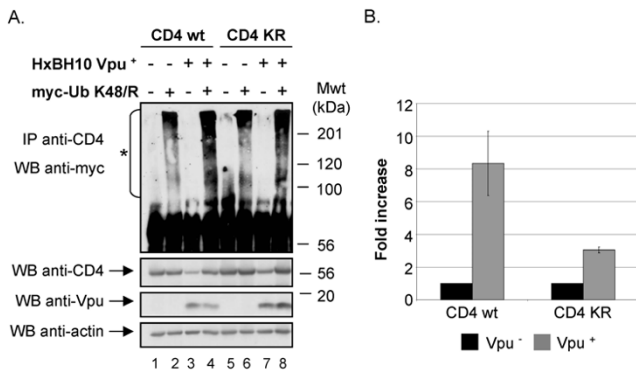 A.
CD4 wt CD4 KR
HxBH10 Vpu + - - + + - - + +
myc-Ub K48/R - + - + - + - +
Mwt
(kDa)
IP anti-CD4
*
WB anti-myc
201
120
100
56
WB anti-CD4
56
20
WB anti-Vpu
WB anti-actin
1 2 3 4 5 6 7 8
B.
Fold increase
12
10
8
6
4
2
0
CD4 wt CD4 KR
Vpu - Vpu +